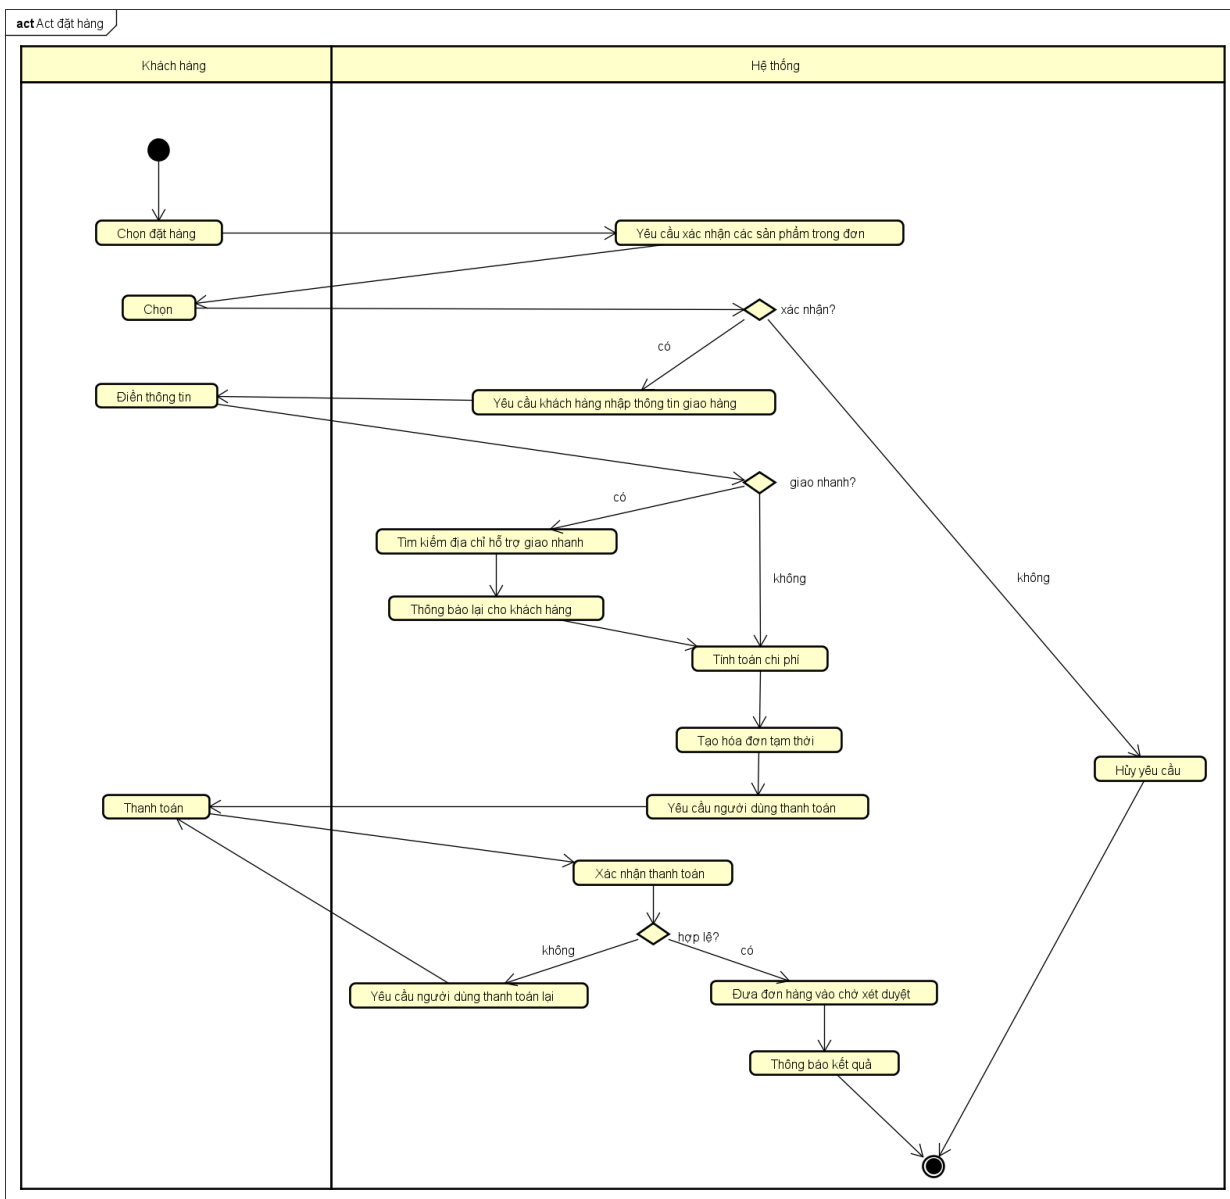 act Act đặt hàng
Khách hàng
Hệ thống
Chọn đặt hàng
Yêu cầu xác nhận các sản phẩm trong đơn
Chọn
xác nhận?
có
Điền thông tin
Yêu cầu khách hàng nhập thông tin giao hàng
giao nhanh?
có
Tìm kiếm địa chỉ hỗ trợ giao nhanh
không
không
Thông báo lại cho khách hàng
Tính toán chi phí
Tạo hóa đơn tạm thời
Hủy yêu cầu
Thanh toán
Yêu cầu người dùng thanh toán
Xác nhận thanh toán
hợp lệ?
không
có
Yêu cầu người dùng thanh toán lại
Đưa đơn hàng vào chờ xét duyệt
Thông báo kết quả